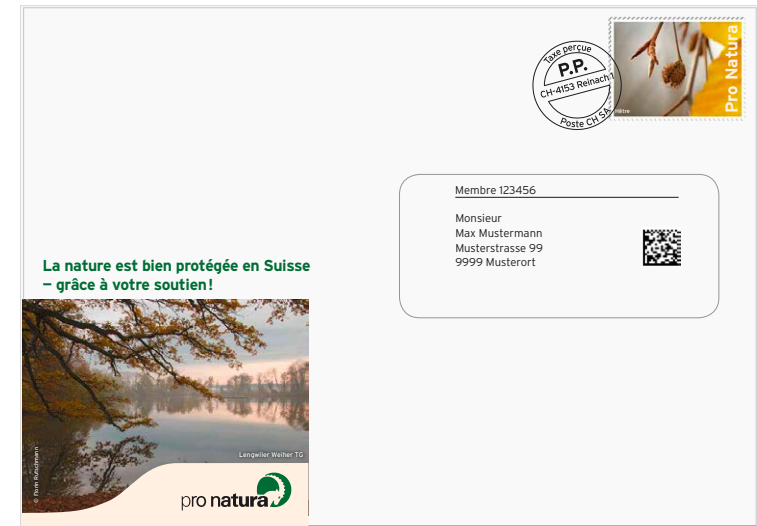 Taxe perçue
P.P.
CH-4153 Reinach 1
Poste CH SA
Hêtre
Pro Natura
Membre 123456
Monsieur
Max Mustermann
Musterstrasse 99
9999 Musterort
La nature est bien protégée en Suisse
– grâce à votre soutien!
Lengwiler Weiher TG
© Florin Rutschmann
pro natura